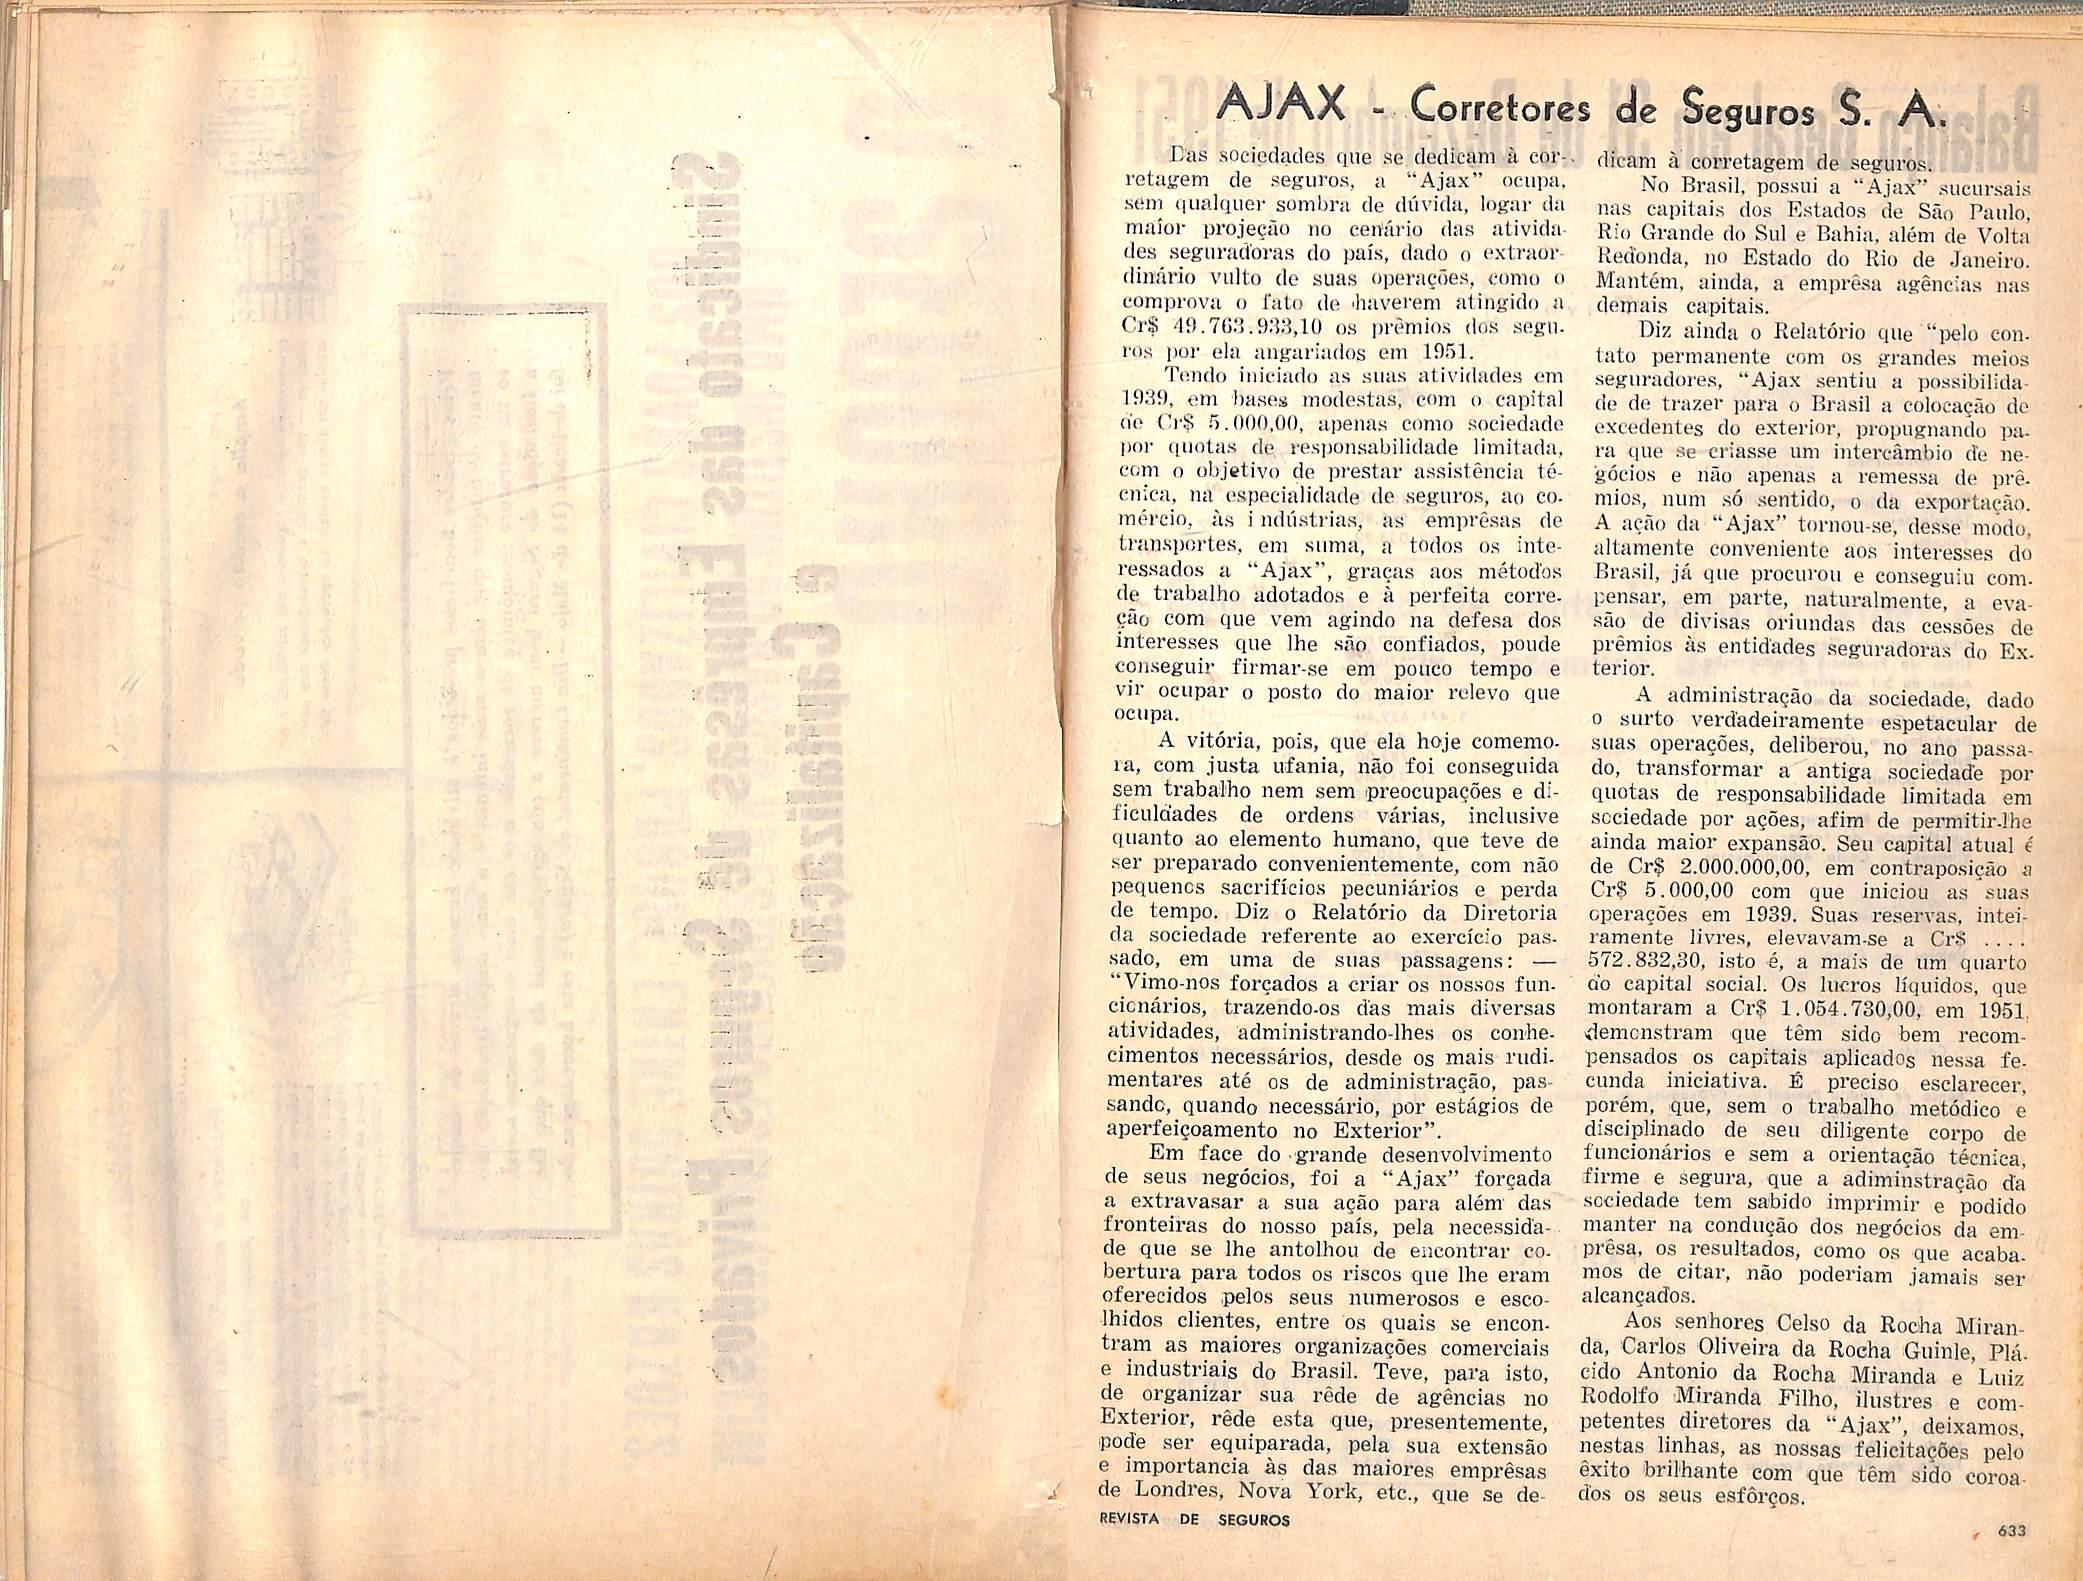 AJAX - Corretores de Seguros S. A.
Das sociedades que se dedicam à cor-
retagem de seguros, a "Ajax" ocupa,
sem qualquer sombra de dúvida, logar da
maior projeção no cenário das ativida-
des seguradoras do país, dado o extraor-
dinário vulto de suas operações, como o
comprova o fato de haverem atingido a
Cr$ 49.763.933,10 os prêmios dos segu-
ros por ela angariados em 1951.
Tendo iniciado as suas atividades em
1939, em bases modestas, com o capital
de Cr$ 5.000,00, apenas como sociedade
por quotas de responsabilidade limitada,
com o objetivo de prestar assistência té-
cnica, na especialidade de seguros, ao co-
mércio, às indústrias, as emprêsas de
transportes, em suma, a todos os inte-
ressados a "Ajax", graças aos métodos
de trabalho adotados e à perfeita corre-
ção com que vem agindo na defesa dos
interesses que lhe são confiados, poude
conseguir firmar-se em pouco tempo e
vir ocupar o posto do maior relevo que
ocupa.
A vitória, pois, que ela hoje comemo-
ra, com justa ufania, não foi conseguida
sem trabalho nem sem preocupações e di-
ficuldades de ordens várias, inclusive
quanto ao elemento humano, que teve de
ser preparado convenientemente, com não
pequenos sacrifícios pecuniários e perda
de tempo. Diz o Relatório da Diretoria
da sociedade referente ao exercício pas-
sado, em uma de suas passagens: —
"Vimo-nos forçados a criar os nossos fun-
cionários, trazendo-os das mais diversas
atividades, administrando-lhes os conhe-
cimentos necessários, desde os mais rudi-
mentares até os de administração, pas-
sando, quando necessário, por estágios de
aperfeiçoamento no Exterior".
Em face do grande desenvolvimento
de seus negócios, foi a "Ajax" forçada
a extravasar a sua ação para além das
fronteiras do nosso país, pela necessida-
de que se lhe antolhou de encontrar co-
bertura para todos os riscos que lhe eram
oferecidos pelos seus numerosos e esco-
lhidos clientes, entre os quais se encon-
tram as maiores organizações comerciais
e industriais do Brasil. Teve, para isto,
de organizar sua rêde de agências no
Exterior, rêde esta que, presentemente,
pode ser equiparada, pela sua extensão
e importancia às das maiores emprêsas
de Londres, Nova York, etc., que se de-
dicam à corretagem de seguros.
No Brasil, possui a "Ajax" sucursais
nas capitais dos Estados de São Paulo,
Rio Grande do Sul e Bahia, além de Volta
Redonda, no Estado do Rio de Janeiro.
Mantém, ainda, a emprêsa agências nas
demais capitais.
Diz ainda o Relatório que "pelo con-
tato permanente com os grandes meios
seguradores, "Ajax sentiu a possibilida-
de de trazer para o Brasil a colocação de
excedentes do exterior, propugnando pa-
ra que se criasse um intercâmbio de ne-
gócios e não apenas a remessa de prê-
mios, num só sentido, o da exportação.
A ação da "Ajax" tornou-se, desse modo,
altamente conveniente aos interesses do
Brasil, já que procurou e conseguiu com-
pensar, em parte, naturalmente, a eva-
são de divisas oriundas das cessões de
prêmios às entidades seguradoras do Ex-
terior.
A administração da sociedade, dado
o surto verdadeiramente espetacular de
suas operações, deliberou, no ano passa-
do, transformar a antiga sociedade por
quotas de responsabilidade limitada em
sociedade por ações, afim de permitir-lhe
ainda maior expansão. Seu capital atual é
de Cr$ 2.000.000,00, em contraposição a
Cr$ 5.000,00 com que iniciou as suas
operações em 1939. Suas reservas, intei-
ramente livres, elevavam-se a Cr$ ....
572.832,30, isto é, a mais de um quarto
do capital social. Os lucros líquidos, que
montaram a Cr$ 1.054.730,00, em 1951,
demonstram que têm sido bem recom-
pensados os capitais aplicados nessa fe-
cunda iniciativa. É preciso esclarecer,
porém, que, sem o trabalho metódico e
disciplinado de seu diligente corpo de
funcionários e sem a orientação técnica,
firme e segura, que a adiminstração da
sociedade tem sabido imprimir e podido
manter na condução dos negócios da em-
prêsa, os resultados, como os que acaba-
mos de citar, não poderiam jamais ser
alcançados.
Aos senhores Celso da Rocha Miran-
da, Carlos Oliveira da Rocha Guinle, Plá-
cido Antonio da Rocha Miranda e Luiz
Rodolfo Miranda Filho, ilustres e com-
petentes diretores da "Ajax", deixamos,
nestas linhas, as nossas felicitações pelo
êxito brilhante com que têm sido coroa-
dos os seus esfôrços.
REVISTA DE SEGUROS
633